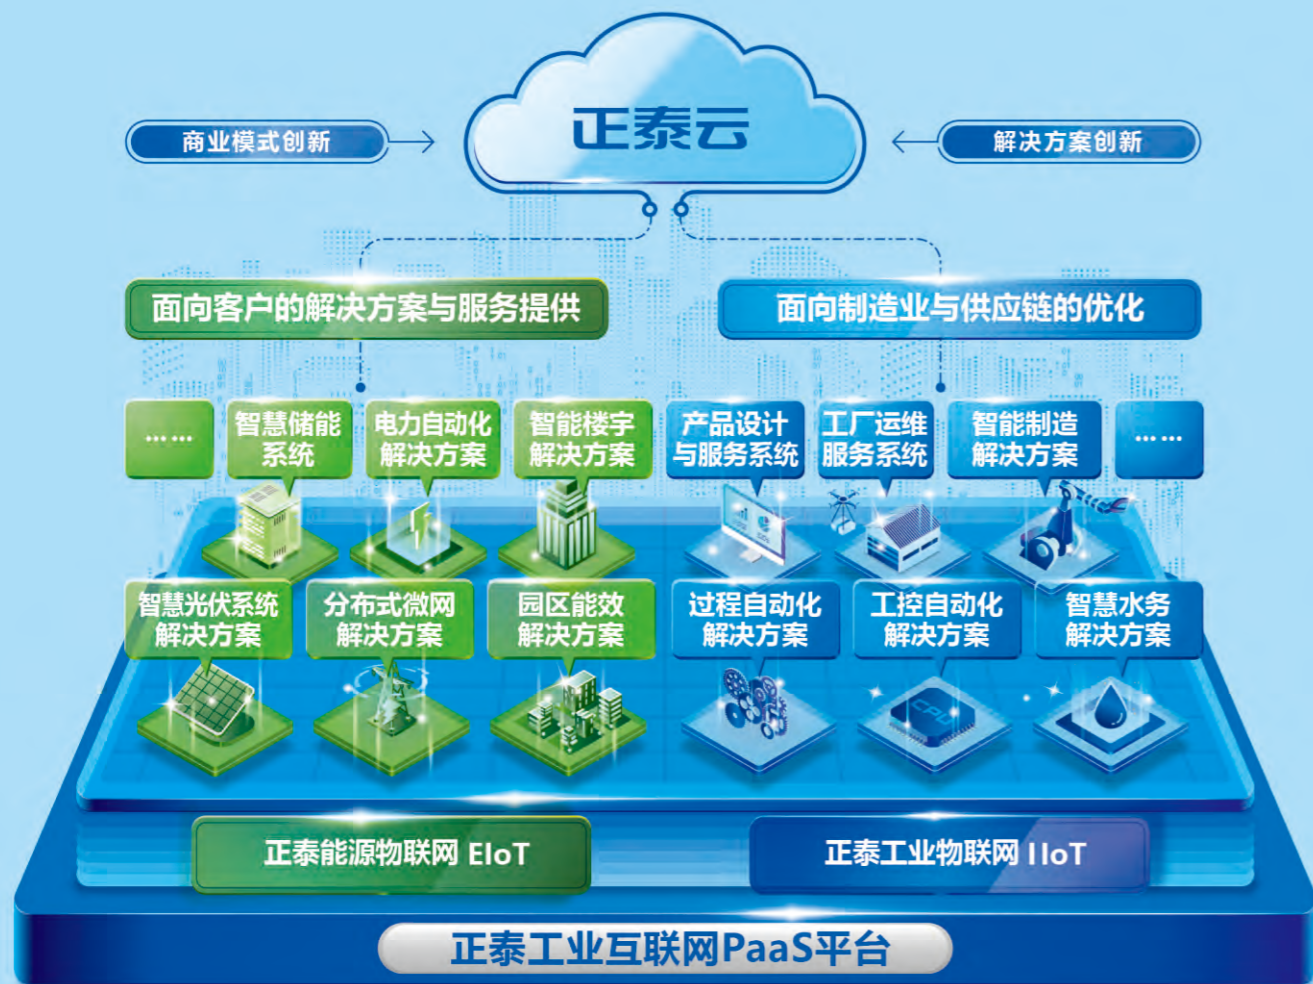 正泰云
商业模式创新
解决方案创新
面向客户的解决方案与服务提供
面向制造业与供应链的优化
……
智慧储能
系统
电力自动化
解决方案
智能楼宇
解决方案
产品设计
与服务系统
工厂运维
服务系统
智能制造
解决方案
……
智慧光伏系统
解决方案
分布式微网
解决方案
园区能效
解决方案
过程自动化
解决方案
工控自动化
解决方案
智慧水务
解决方案
CPU
正泰能源物联网 EIoT
正泰工业物联网 IIoT
正泰工业互联网PaaS平台